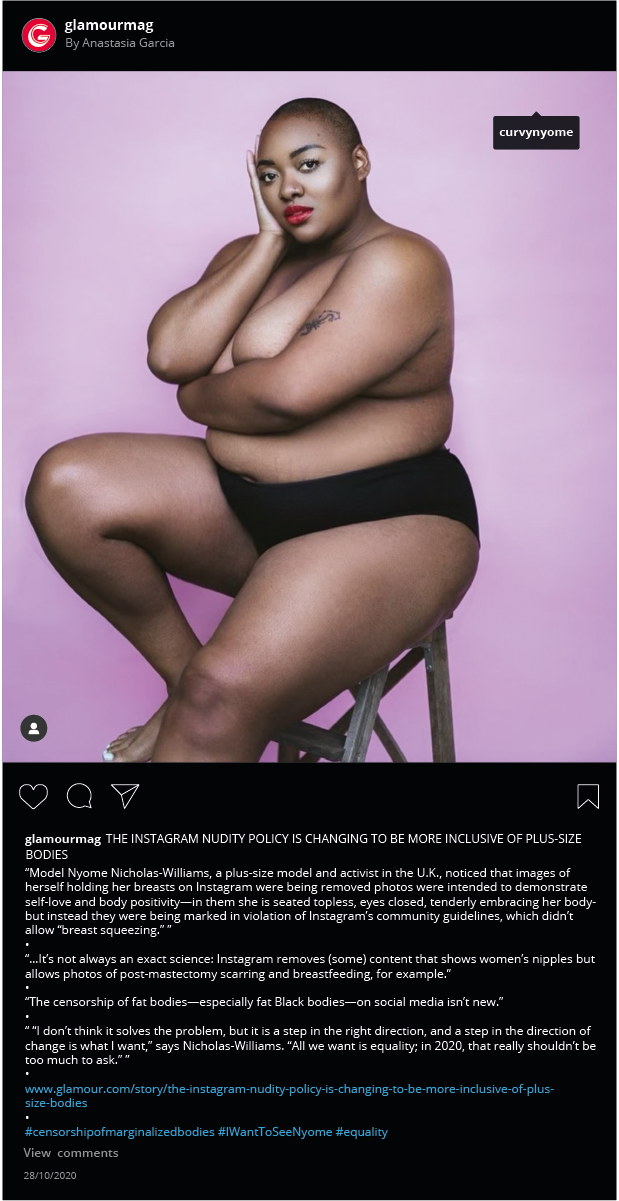 glamourmag
By Anastasia Garcia
curvynyome
glamourmag THE INSTAGRAM NUDITY POLICY IS CHANGING TO BE MORE INCLUSIVE OF PLUS-SIZE
BODIES
“Model Nyome Nicholas-Williams, a plus-size model and activist in the U.K., noticed that images of
herself holding her breasts on Instagram were being removed photos were intended to demonstrate
self-love and body positivity—in them she is seated topless, eyes closed, tenderly embracing her body-
but instead they were being marked in violation of Instagram’s community guidelines, which didn’t
allow “breast squeezing.” ”
•
“...It’s not always an exact science: Instagram removes (some) content that shows women’s nipples but
allows photos of post-mastectomy scarring and breastfeeding, for example.”
•
“The censorship of fat bodies—especially fat Black bodies—on social media isn’t new.”
•
“ “I don’t think it solves the problem, but it is a step in the right direction, and a step in the direction of
change is what I want,” says Nicholas-Williams. “All we want is equality; in 2020, that really shouldn’t be
too much to ask.” ”
•
www.glamour.com/story/the-instagram-nudity-policy-is-changing-to-be-more-inclusive-of-plus-
size-bodies
•
#censorshipofmarginalizedbodies #IWantToSeeNyome #equality
View comments
28/10/2020